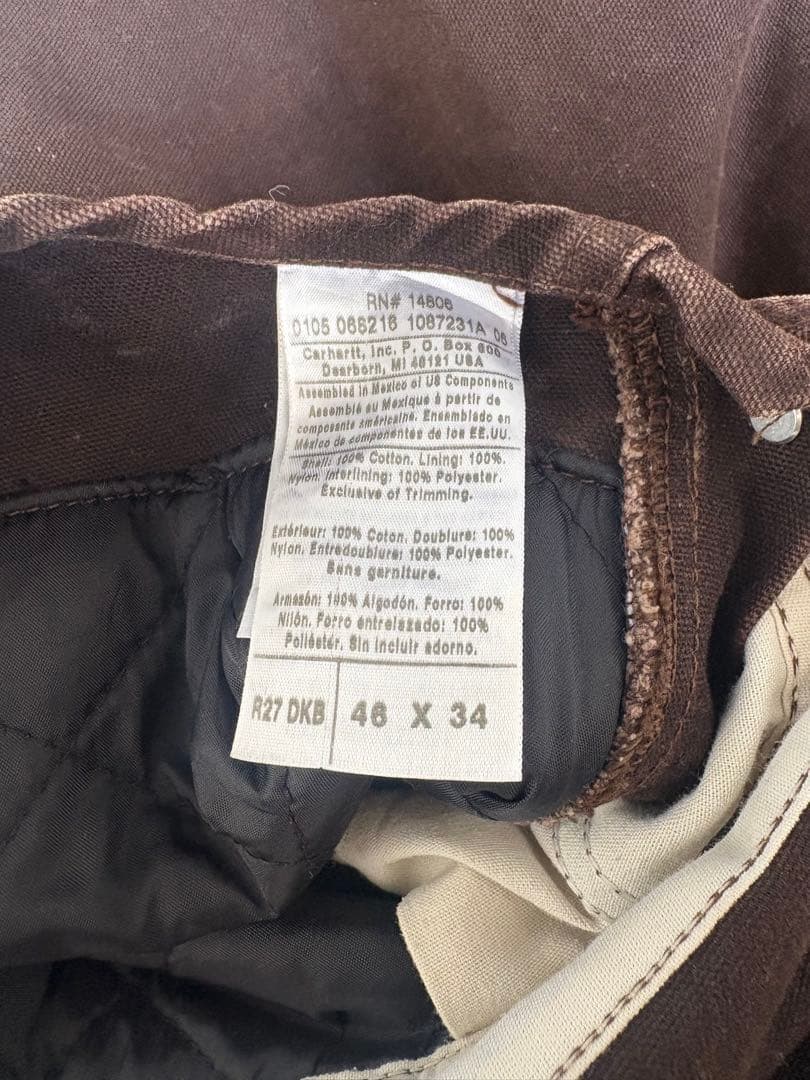 RN# 14806
0105 068216 1087231A 06
Carhartt, Inc. P. O. Box 600
Dearborn, MI 48121 USA
Assembled in Mexico of US Components
Assemblé au Mexique à partir de
composants américains. Ensamblado en
México de componentes de los EE.UU.
Shell: 100% Cotton. Lining: 100%
Nylon. Interlining: 100% Polyester.
Exclusive of Trimming.
Extérieur: 100% Coton. Doublure: 100%
Nylon. Entredoublure: 100% Polyester.
Sans garniture.
Armazón: 100% Algodón. Forro: 100%
Nilón. Forro entrelazado: 100%
Poliéster. Sin incluir adorno.
R27 DKB 46 X 34